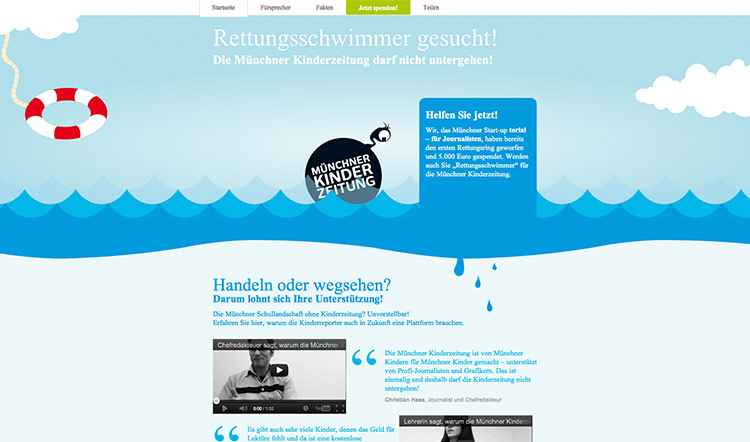 Startseite
Fürsprecher
Fakten
Jetzt spenden!
Teilen
Rettungsschwimmer gesucht!
Die Münchner Kinderzeitung darf nicht untergehen!
MÜNCHNER
KINDER
ZEITUNG
Helfen Sie jetzt!
Wir, das Münchner Start-up torial
– für Journalisten, haben bereits
den ersten Rettungsring geworfen
und 5.000 Euro gespendet. Werden
auch Sie „Rettungsschwimmer“ für
die Münchner Kinderzeitung.
Handeln oder wegsehen?
Darum lohnt sich Ihre Unterstützung!
Die Münchner Schullandschaft ohne Kinderzeitung? Unvorstellbar!
Erfahren Sie hier, warum die Kinderreporter auch in Zukunft eine Plattform brauchen.
Chefredakteur sagt, warum die Münchner K
0:00 / 1:52
YouTube
“ Die Münchner Kinderzeitung ist von Münchner
Kindern für Münchner Kinder gemacht – unterstützt
von Profi-Journalisten und Grafikern. Das ist
einmalig und deshalb darf die Kinderzeitung nicht
untergehen!
Christian Haas, Journalist und Chefredakteur
“ Es gibt auch sehr viele Kinder, denen das Geld für
Lektüre fehlt und da ist eine kostenlose
Lehrerin sagt, warum die Münchner Kinderz